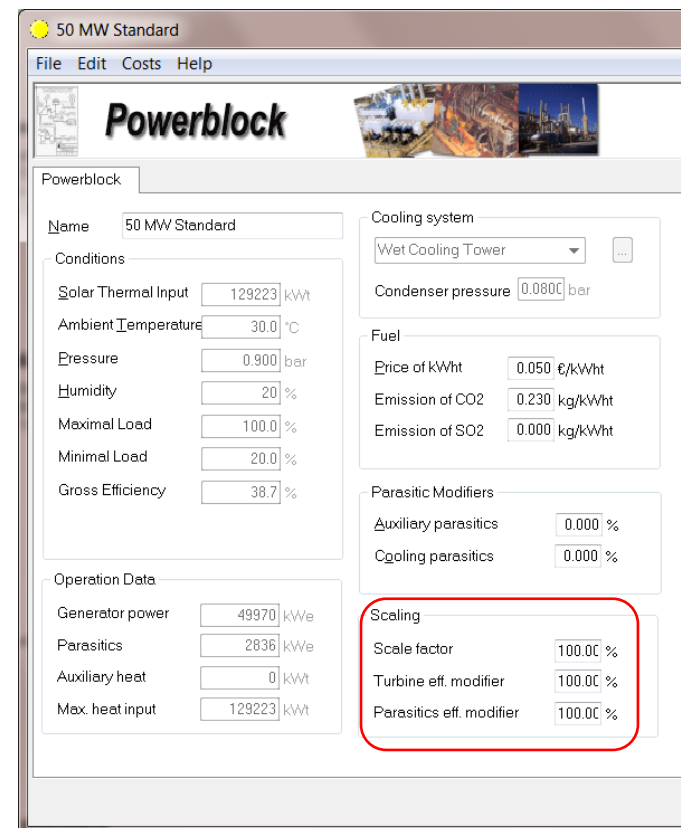 50 MW Standard
File Edit Costs Help
Powerblock
Powerblock
Name 50 MW Standard
Conditions
Solar Thermal Input 129223 kWt
Ambient Temperature 30.0 °C
Pressure 0.900 bar
Humidity 20 %
Maximal Load 100.0 %
Minimal Load 20.0 %
Gross Efficiency 38.7 %
Operation Data
Generator power 49970 kWe
Parasitics 2836 kWe
Auxiliary heat 0 kWt
Max. heat input 129223 kWt
Cooling system
Wet Cooling Tower ...
Condenser pressure 0.0800 bar
Fuel
Price of kWht 0.050 €/kWht
Emission of CO2 0.230 kg/kWht
Emission of SO2 0.000 kg/kWht
Parasitic Modifiers
Auxiliary parasitics 0.000 %
Cooling parasitics 0.000 %
Scaling
Scale factor 100.00 %
Turbine eff. modifier 100.00 %
Parasitics eff. modifier 100.00 %